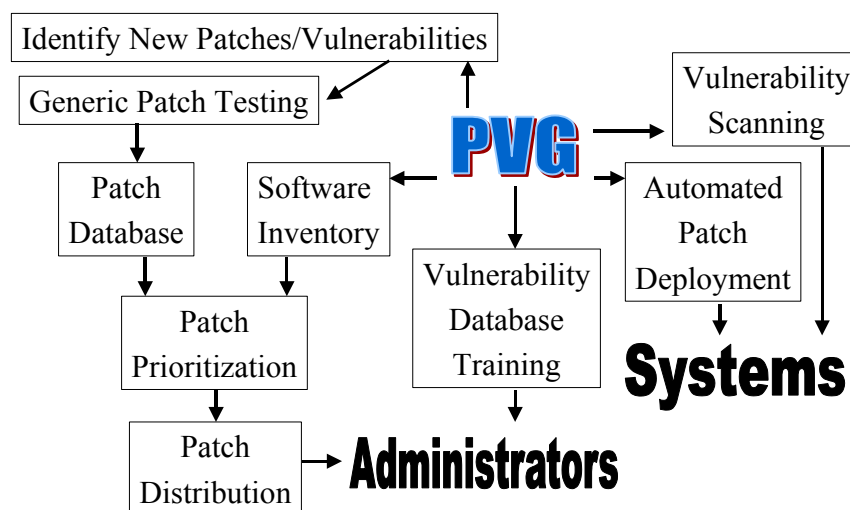 Identify New Patches/Vulnerabilities
Generic Patch Testing
Patch
Database
Software
Inventory
PVG
Vulnerability
Scanning
Automated
Patch
Deployment
Vulnerability
Database
Training
Patch
Prioritization
Systems
Patch
Distribution
Administrators